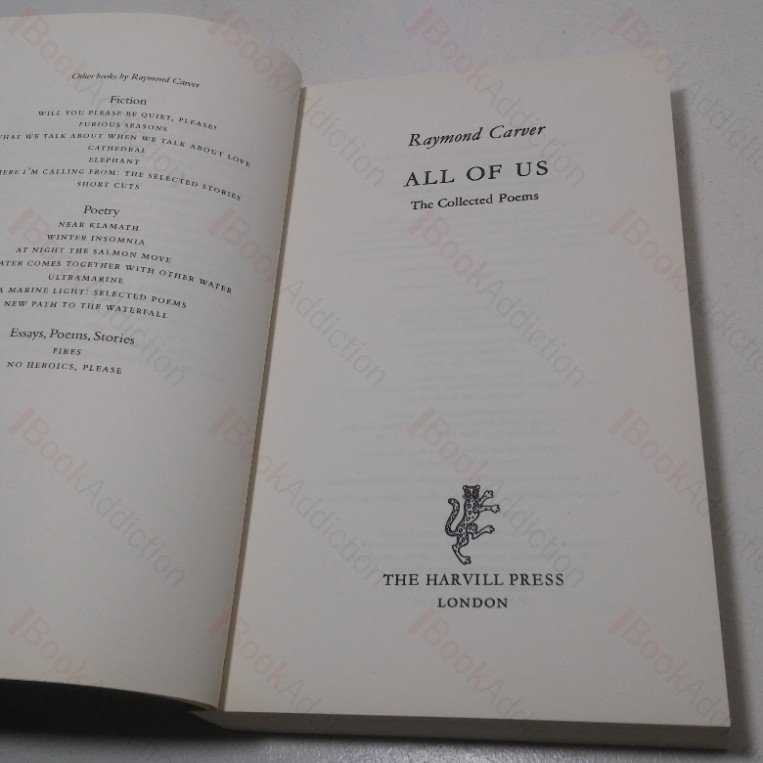 Other books by Raymond Carver
Fiction
WILL YOU PLEASE BE QUIET, PLEASE?
FURIOUS SEASONS
WHAT WE TALK ABOUT WHEN WE TALK ABOUT LOVE
CATHEDRAL
ELEPHANT
I'M CALLING FROM: THE SELECTED STORIES
SHORT CUTS
Poetry
NEAR KLAMATH
WINTER INSOMNIA
AT NIGHT THE SALMON MOVE
COMES TOGETHER WITH OTHER WATER
ULTRAMARINE
A MARINE LIGHT: SELECTED POEMS
NEW PATH TO THE WATERFALL
Essays, Poems, Stories
FIRES
NO HEROICS, PLEASE
Raymond Carver
ALL OF US
The Collected Poems
THE HARVILL PRESS
LONDON
BookAddiction